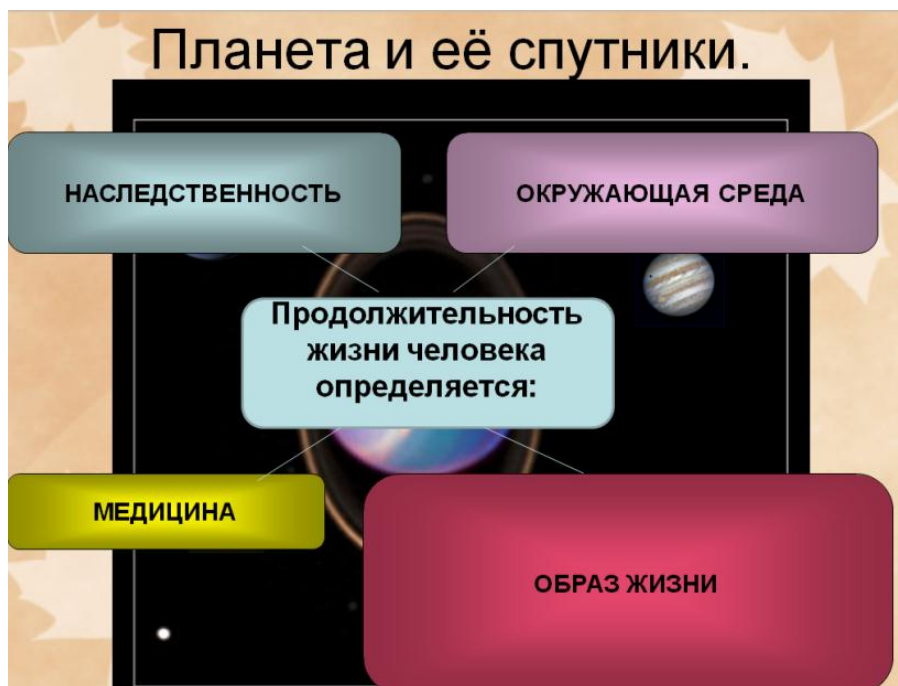 Планета и её спутники.
НАСЛЕДСТВЕННОСТЬ
ОКРУЖАЮЩАЯ СРЕДА
Продолжительность
жизни человека
определяется:
МЕДИЦИНА
ОБРАЗ ЖИЗНИ